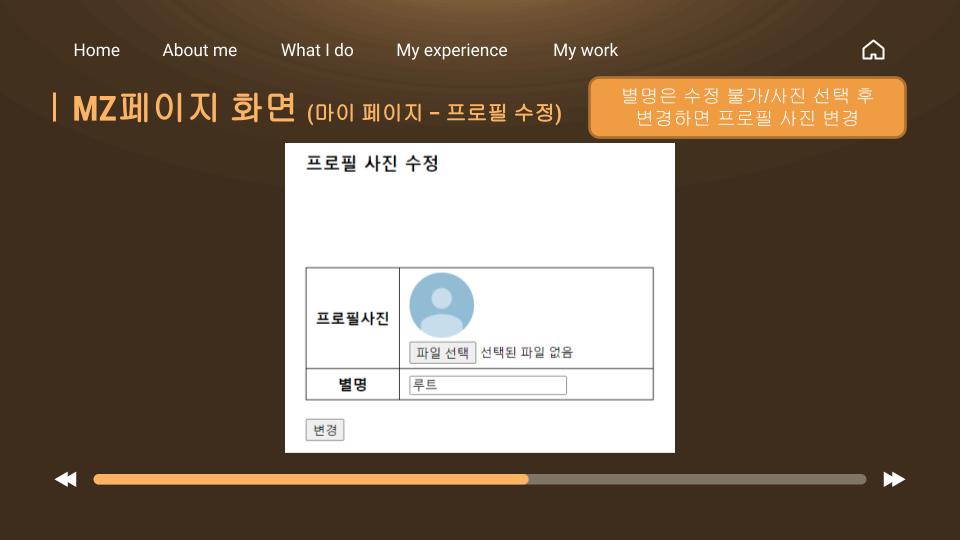 Home About me What I do My experience My work
MZ페이지 화면 (마이 페이지 – 프로필 수정)
별명은 수정 불가/사진 선택 후
변경하면 프로필 사진 변경
프로필 사진 수정
프로필사진
파일 선택 선택된 파일 없음
별명 루트
변경